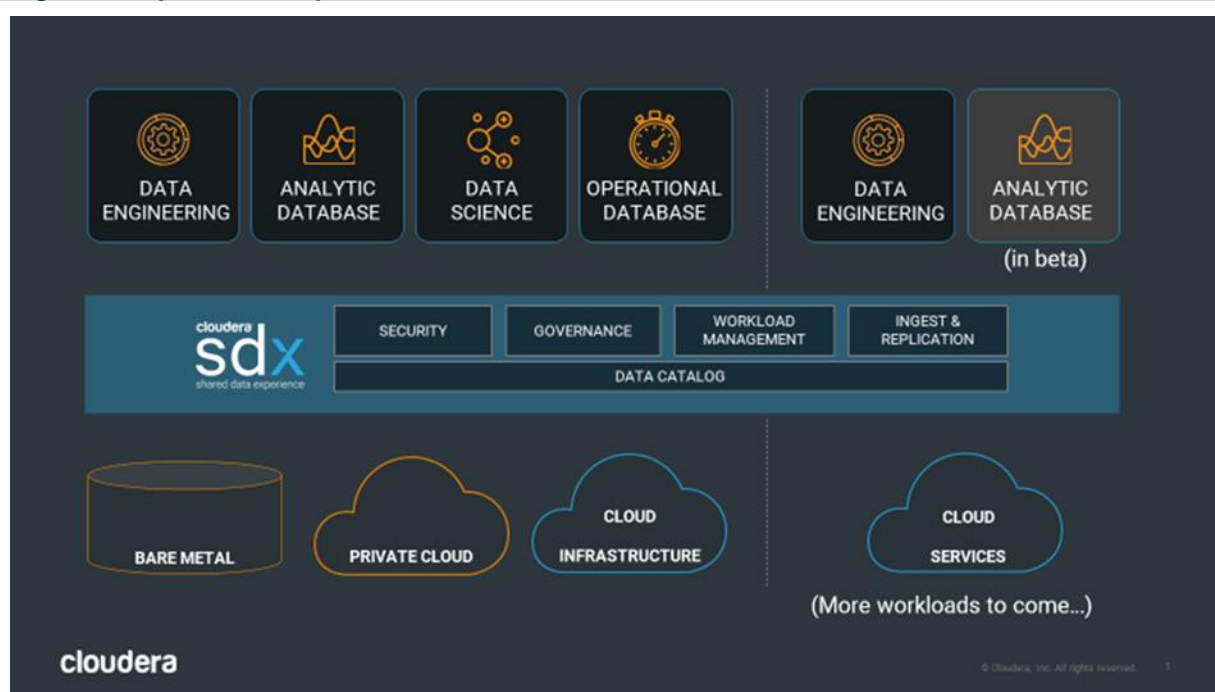 DATA
ENGINEERING
ANALYTIC
DATABASE
DATA
SCIENCE
OPERATIONAL
DATABASE
DATA
ENGINEERING
ANALYTIC
DATABASE
(in beta)
cloudera
sdx
shared data experience
SECURITY
GOVERNANCE
WORKLOAD
MANAGEMENT
INGEST &
REPLICATION
DATA CATALOG
BARE METAL
PRIVATE CLOUD
CLOUD
INFRASTRUCTURE
CLOUD
SERVICES
(More workloads to come...)
cloudera
© Cloudera, Inc. All rights reserved.
1